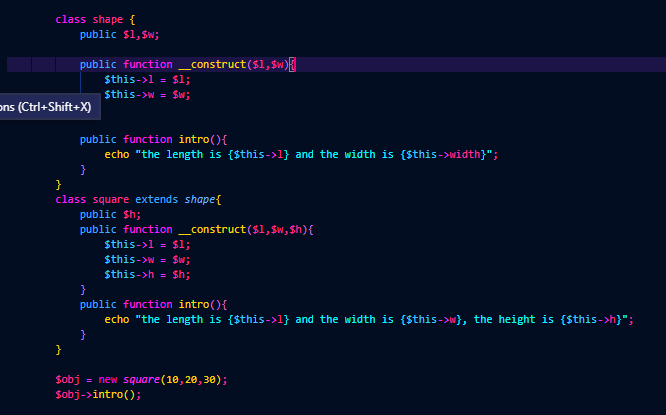 class shape {
public $l,$w;
public function __construct($l,$w){
$this->l = $l;
$this->w = $w;
ons (Ctrl+Shift+X)
public function intro(){
echo "the length is {$this->l} and the width is {$this->width}";
}
}
class square extends shape{
public $h;
public function __construct($l,$w,$h){
$this->l = $l;
$this->w = $w;
$this->h = $h;
}
public function intro(){
echo "the length is {$this->l} and the width is {$this->w}, the height is {$this->h}";
}
}
$obj = new square(10,20,30);
$obj->intro();